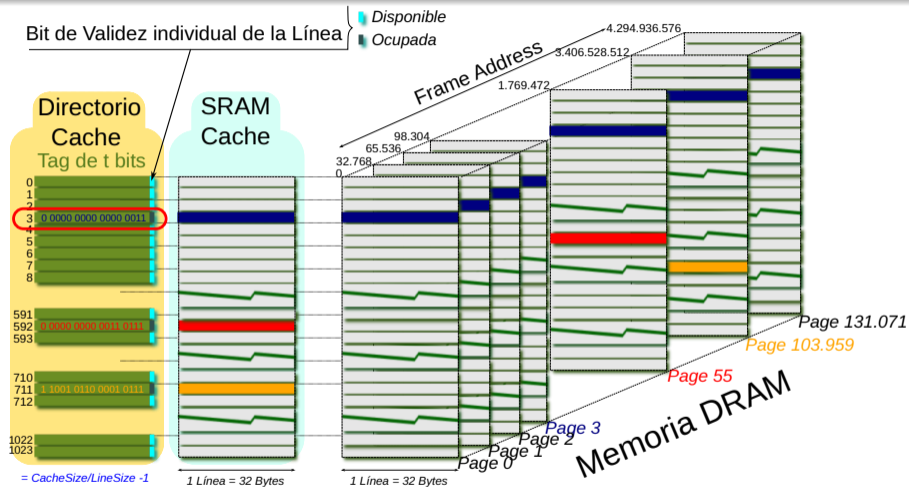 Bit de Validez individual de la Línea
Disponible
Ocupada
Directorio
Cache
Tag de t bits
SRAM
Cache
Frame Address
4.294.936.576
3.406.528.512
1.769.472
98.304
65.536
32.768
0
0
1
2
3
0 0000 0000 0000 0011
4
5
6
7
8
591
592
0 0000 0000 0011 0111
593
710
711
1 1001 0110 0001 0111
712
1022
1023
= CacheSize/LineSize -1
1 Línea = 32 Bytes
1 Línea = 32 Bytes
Page 0
Page 1
Page 2
Page 3
Page 55
Page 103.959
Page 131.071
Memoria DRAM